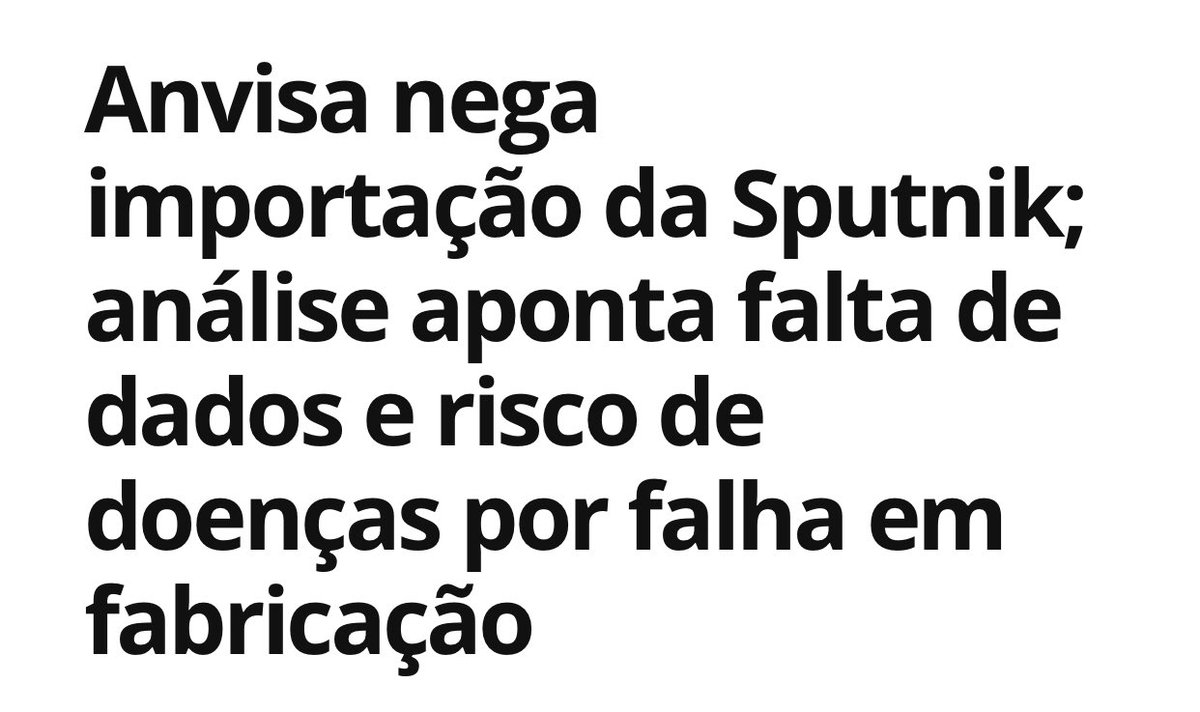 Anvisa nega
importação da Sputnik;
análise aponta falta de
dados e risco de
doenças por falha em
fabricação